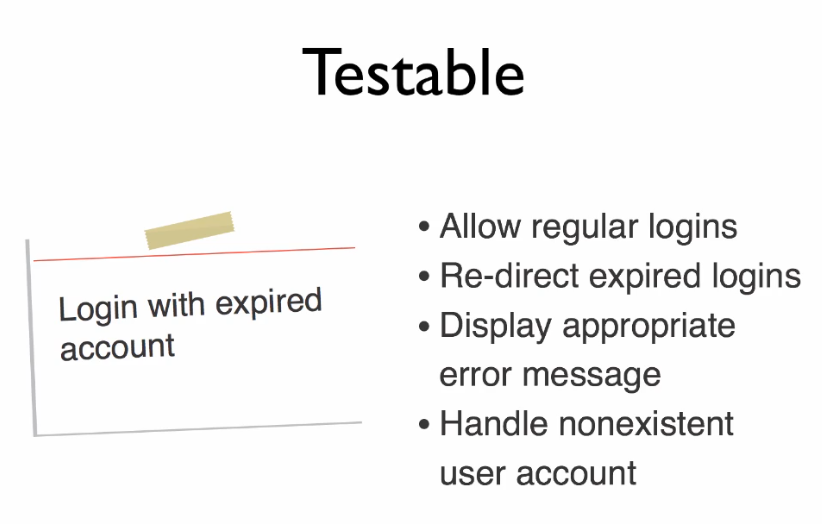 Testable
Login with expired
account
• Allow regular logins
• Re-direct expired logins
• Display appropriate
error message
• Handle nonexistent
user account